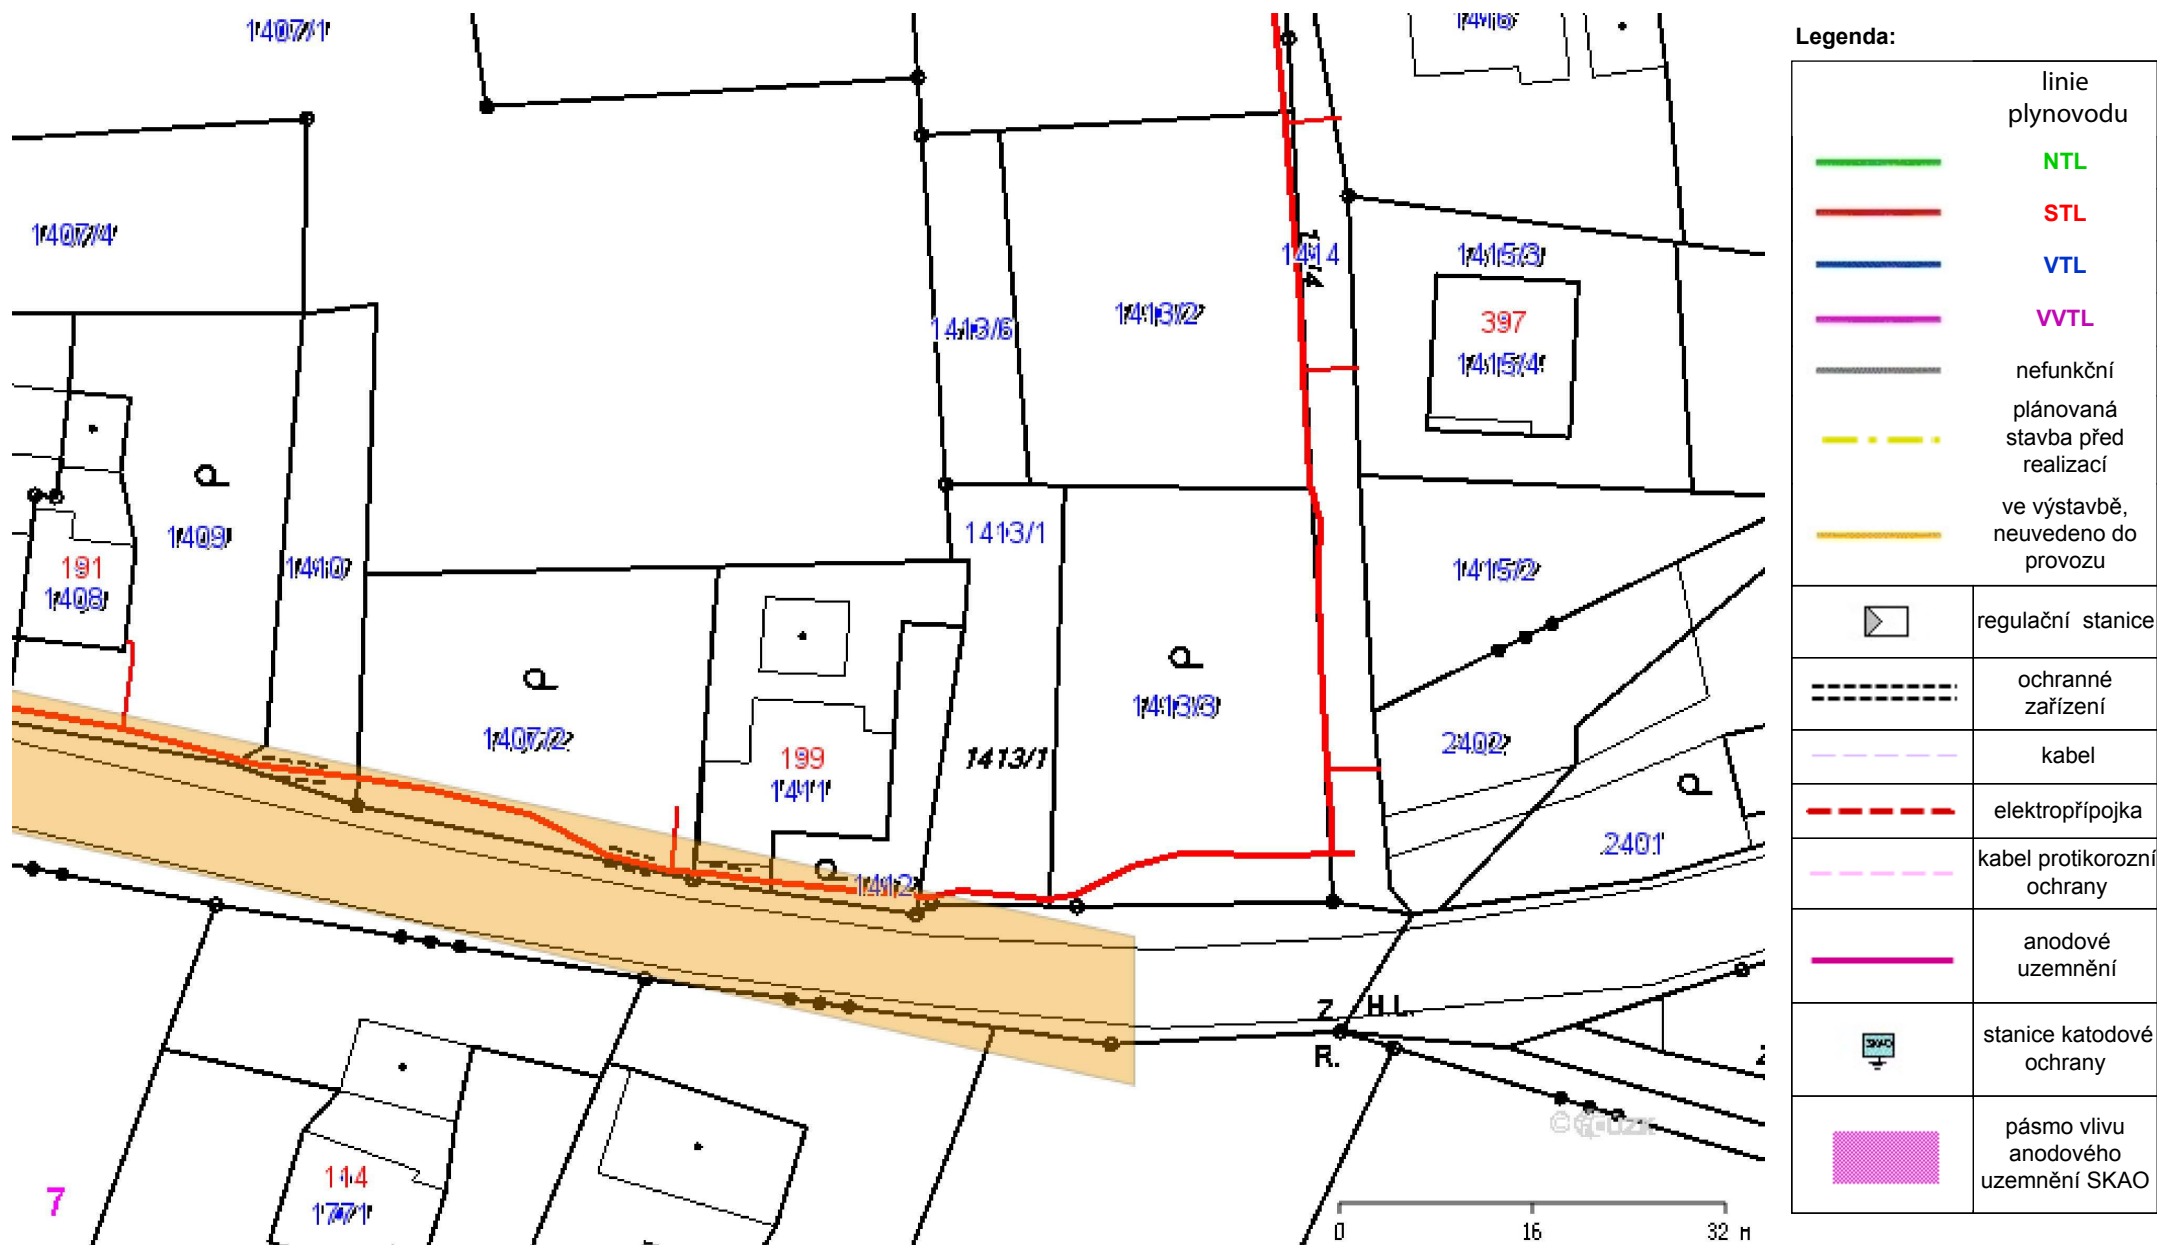 1407/1
1416
1407/4
1414
1415/3
1413/6
1413/2
397
1415/4
1409
1410
191
1408
1413/1
1415/2
1407/2
199
1411
1413/1
1413/3
2402
2401
1412
Z.
H.L.
R.
7
114
1771
0 16 32 M
Legenda:
linie
plynovodu
NTL
STL
VTL
VVTL
nefunkční
plánovaná
stavba před
realizací
ve výstavbě,
neuvedeno do
provozu
regulační stanice
ochranné
zařízení
kabel
elektropřípojka
kabel protikorozní
ochrany
anodové
uzemnění
SKAO
stanice katodové
ochrany
pásmo vlivu
anodového
uzemnění SKAO